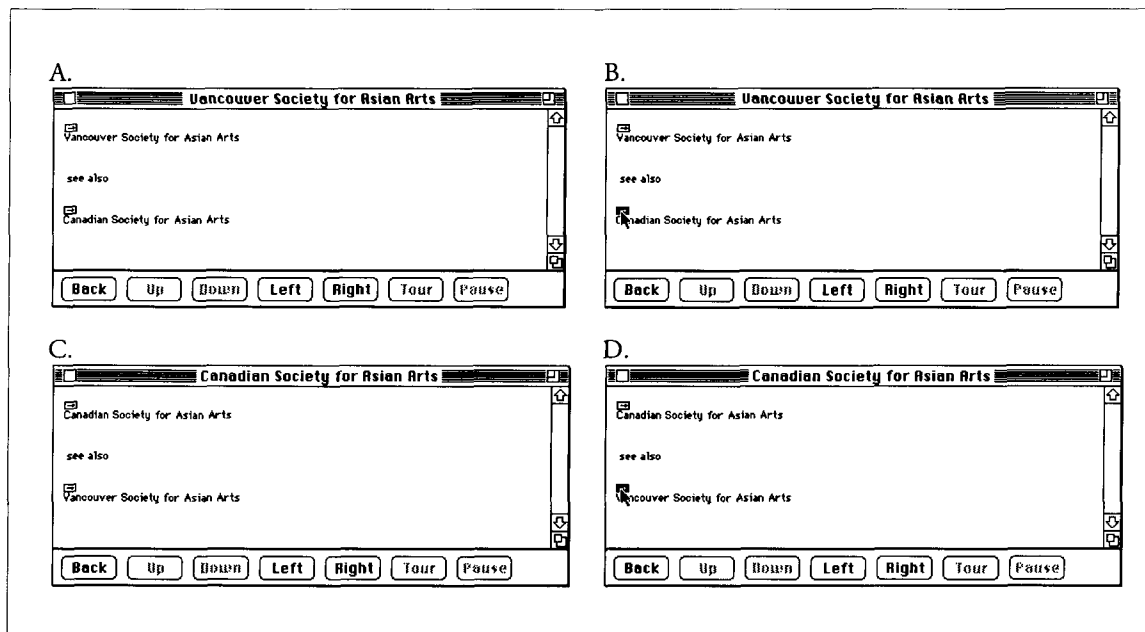 A.
Vancouver Society for Asian Arts
Vancouver Society for Asian Arts
see also
Canadian Society for Asian Arts
Back Up Down Left Right Tour Pause
B.
Vancouver Society for Asian Arts
Vancouver Society for Asian Arts
see also
Canadian Society for Asian Arts
Back Up Down Left Right Tour Pause
C.
Canadian Society for Asian Arts
Canadian Society for Asian Arts
see also
Vancouver Society for Asian Arts
Back Up Down Left Right Tour Pause
D.
Canadian Society for Asian Arts
Canadian Society for Asian Arts
see also
Vancouver Society for Asian Arts
Back Up Down Left Right Tour Pause